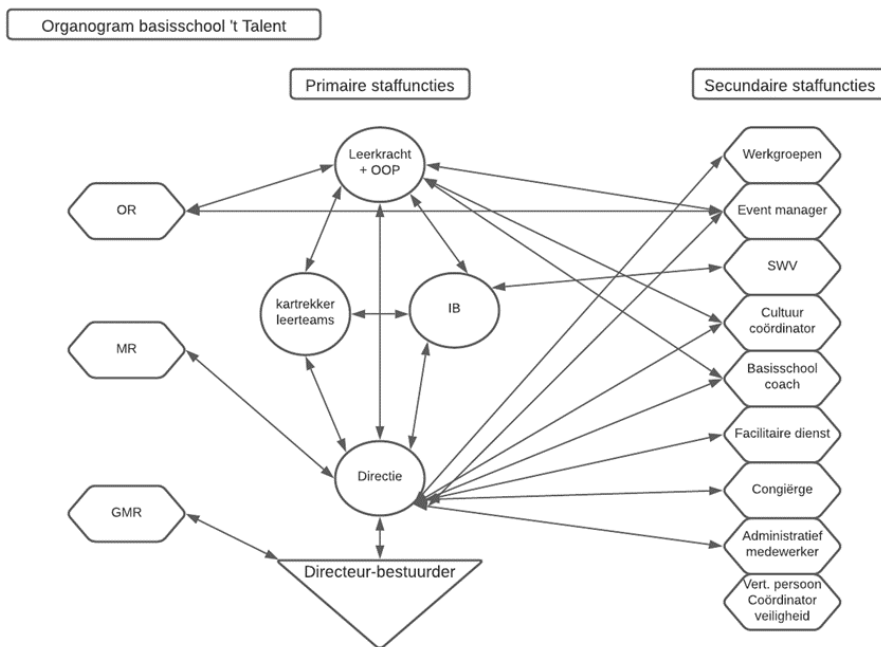 Organogram basisschool 't Talent
Primaire staffuncties
Secundaire staffuncties
Leerkracht
+ OOP
OR
kartrekker
leerteams
IB
MR
Directie
GMR
Directeur-bestuurder
Werkgroepen
Event manager
SWV
Cultuur
coördinator
Basisschool
coach
Facilitaire dienst
Congiërge
Administratief
medewerker
Vert. persoon
Coördinator
veiligheid